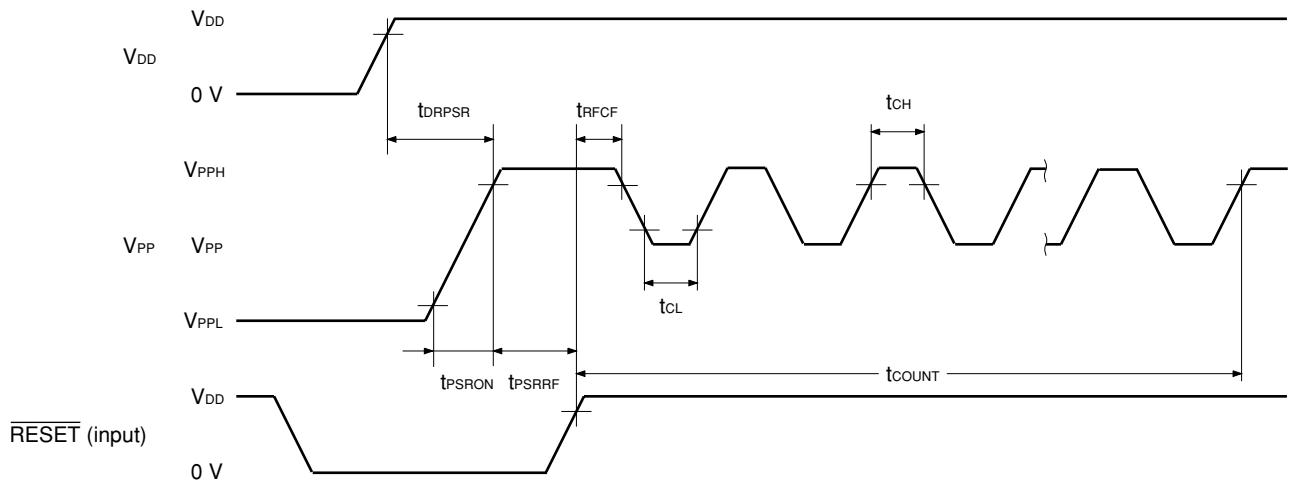 VDD
VDD
0 V
tDRPSR
tRFCF
tCH
VPPH
VPP VPP
tCL
VPPL
tPSRON tPSRRF
tCOUNT
VDD
RESET (input)
0 V